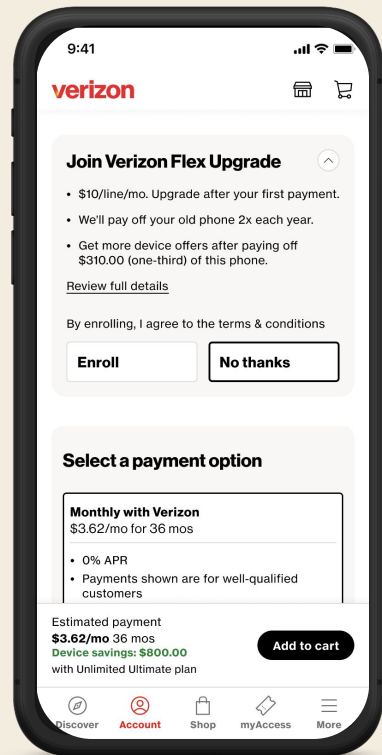 9:41
verizon
Join Verizon Flex Upgrade
• $10/line/mo. Upgrade after your first payment.
• We'll pay off your old phone 2x each year.
• Get more device offers after paying off
$310.00 (one-third) of this phone.
Review full details
By enrolling, I agree to the terms & conditions
Enroll
No thanks
Select a payment option
Monthly with Verizon
$3.62/mo for 36 mos
• 0% APR
• Payments shown are for well-qualified
customers
Estimated payment
$3.62/mo 36 mos
Device savings: $800.00
with Unlimited Ultimate plan
Add to cart
Discover
Account
Shop
myAccess
More